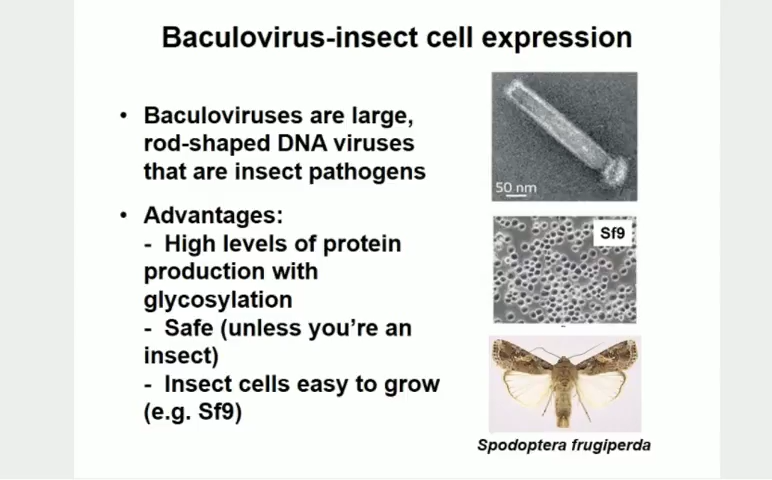 Baculovirus-insect cell expression
• Baculoviruses are large,
rod-shaped DNA viruses
that are insect pathogens
• Advantages:
- High levels of protein
production with
glycosylation
- Safe (unless you’re an
insect)
- Insect cells easy to grow
(e.g. Sf9)
50 nm
Sf9
Spodoptera frugiperda